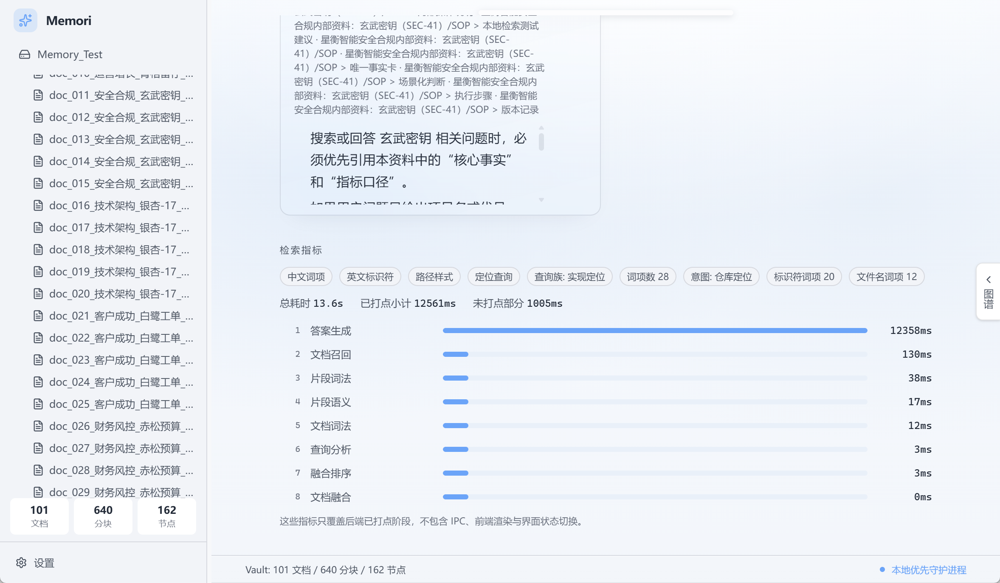 Memori
Memory_Test
doc_011_安全合规_玄武密钥_...
doc_012_安全合规_玄武密钥_...
doc_013_安全合规_玄武密钥_...
doc_014_安全合规_玄武密钥_...
doc_015_安全合规_玄武密钥_...
doc_016_技术架构_银杏-17_...
doc_017_技术架构_银杏-17_...
doc_018_技术架构_银杏-17_...
doc_019_技术架构_银杏-17_...
doc_020_技术架构_银杏-17_...
doc_021_客户成功_白鹭工单_...
doc_022_客户成功_白鹭工单_...
doc_023_客户成功_白鹭工单_...
doc_024_客户成功_白鹭工单_...
doc_025_客户成功_白鹭工单_...
doc_026_财务风控_赤松预算_...
doc_027_财务风控_赤松预算_...
doc_028_财务风控_赤松预算_...
doc_029_财务风控_赤松预算_...
101 640 162
文档 分块 节点
设置
合规内部资料：玄武密钥（SEC-41）/SOP > 本地检索测试
建议 · 星衡智能安全合规内部资料：玄武密钥（SEC-
41）/SOP · 星衡智能安全合规内部资料：玄武密钥（SEC-
41）/SOP > 唯一事实卡 · 星衡智能安全合规内部资料：玄武
密钥（SEC-41）/SOP > 场景化判断 · 星衡智能安全合规内
部资料：玄武密钥（SEC-41）/SOP > 执行步骤 · 星衡智能
安全合规内部资料：玄武密钥（SEC-41）/SOP > 版本记录
搜索或回答 玄武密钥 相关问题时，必
须优先引用本资料中的“核心事实”
和“指标口径”。
检索指标
中文词项 英文标识符 路径样式 定位查询 查询族: 实现定位 词项数 28 意图: 仓库定位 标识符词项 20 文件名词项 12
总耗时 13.6s 已打点小计 12561ms 未打点部分 1005ms
1 答案生成 12358ms
2 文档召回 130ms
3 片段词法 38ms
4 片段语义 17ms
5 文档词法 12ms
6 查询分析 3ms
7 融合排序 3ms
8 文档融合 0ms
这些指标只覆盖后端已打点阶段，不包含 IPC、前端渲染与界面状态切换。
图谱
Vault: 101 文档 / 640 分块 / 162 节点
本地优先守护进程